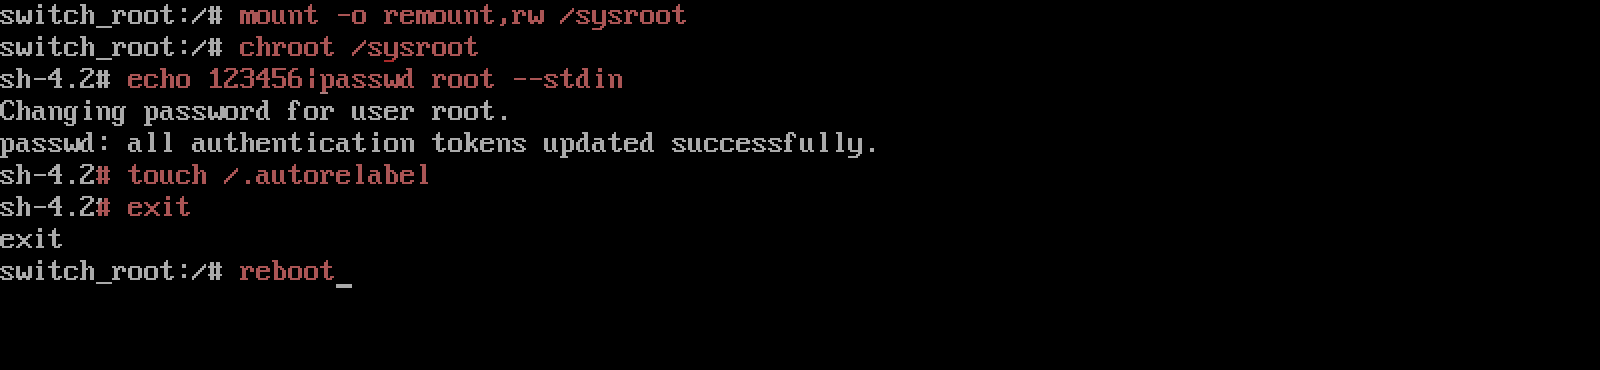 switch_root:/# mount -o remount,rw /sysroot
switch_root:/# chroot /sysroot
sh-4.2# echo 123456|passwd root --stdin
Changing password for user root.
passwd: all authentication tokens updated successfully.
sh-4.2# touch /.autorelabel
sh-4.2# exit
exit
switch_root:/# reboot_